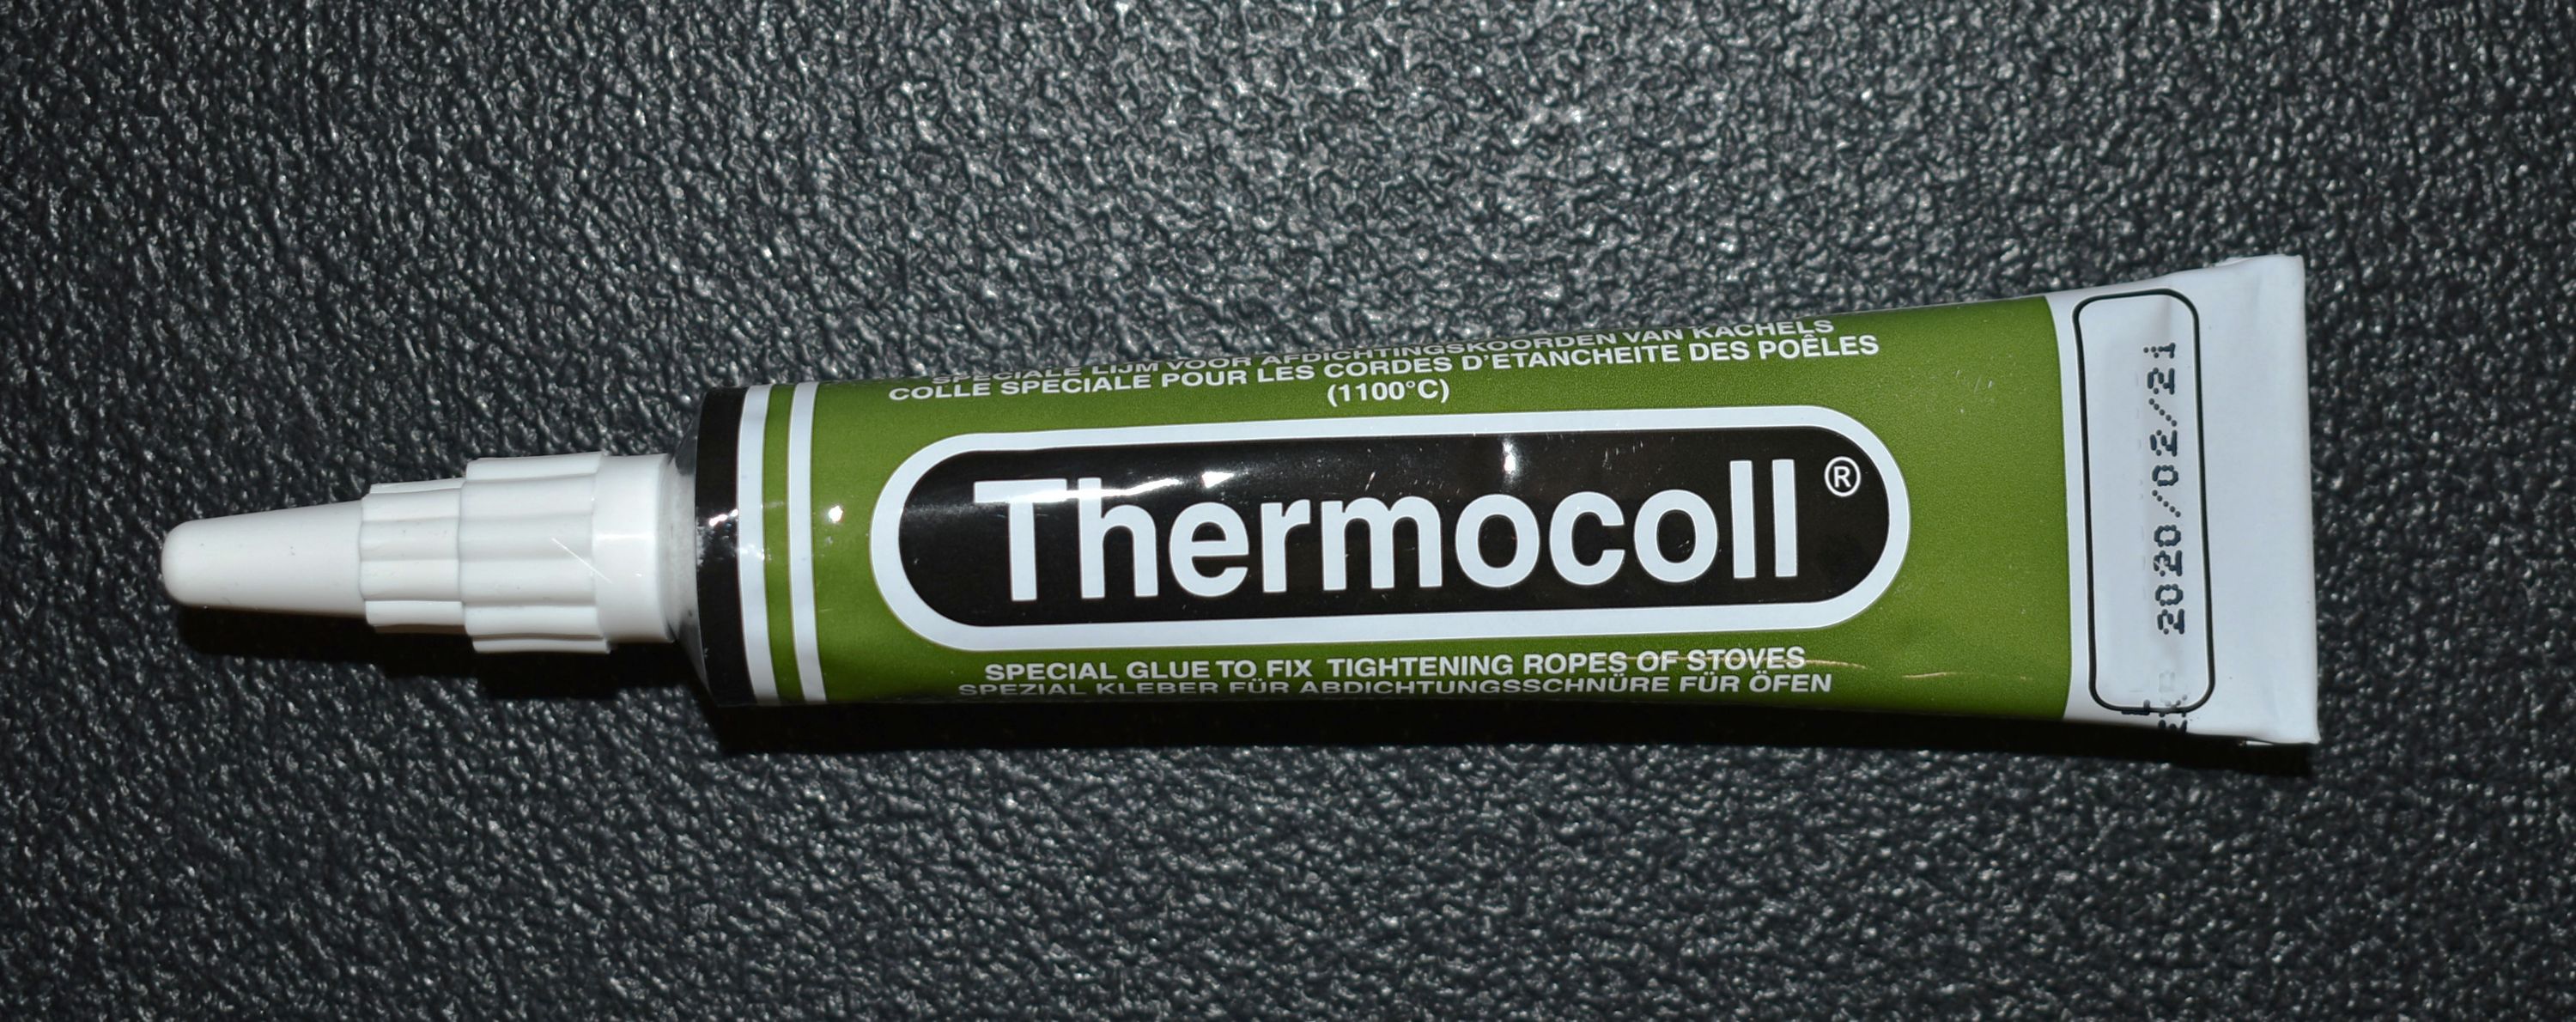 SPECIALE LIJM VOOR AFDICHTINGSKOORDEN VAN KACHELS
COLLE SPECIALE POUR LES CORDES D'ETANCHEITE DES POÊLES
(1100°C)
Thermocoll®
SPECIAL GLUE TO FIX TIGHTENING ROPES OF STOVES
SPEZIAL KLEBER FÜR ABDICHTUNGSSCHNÜRE FÜR ÖFEN
2020/02/21